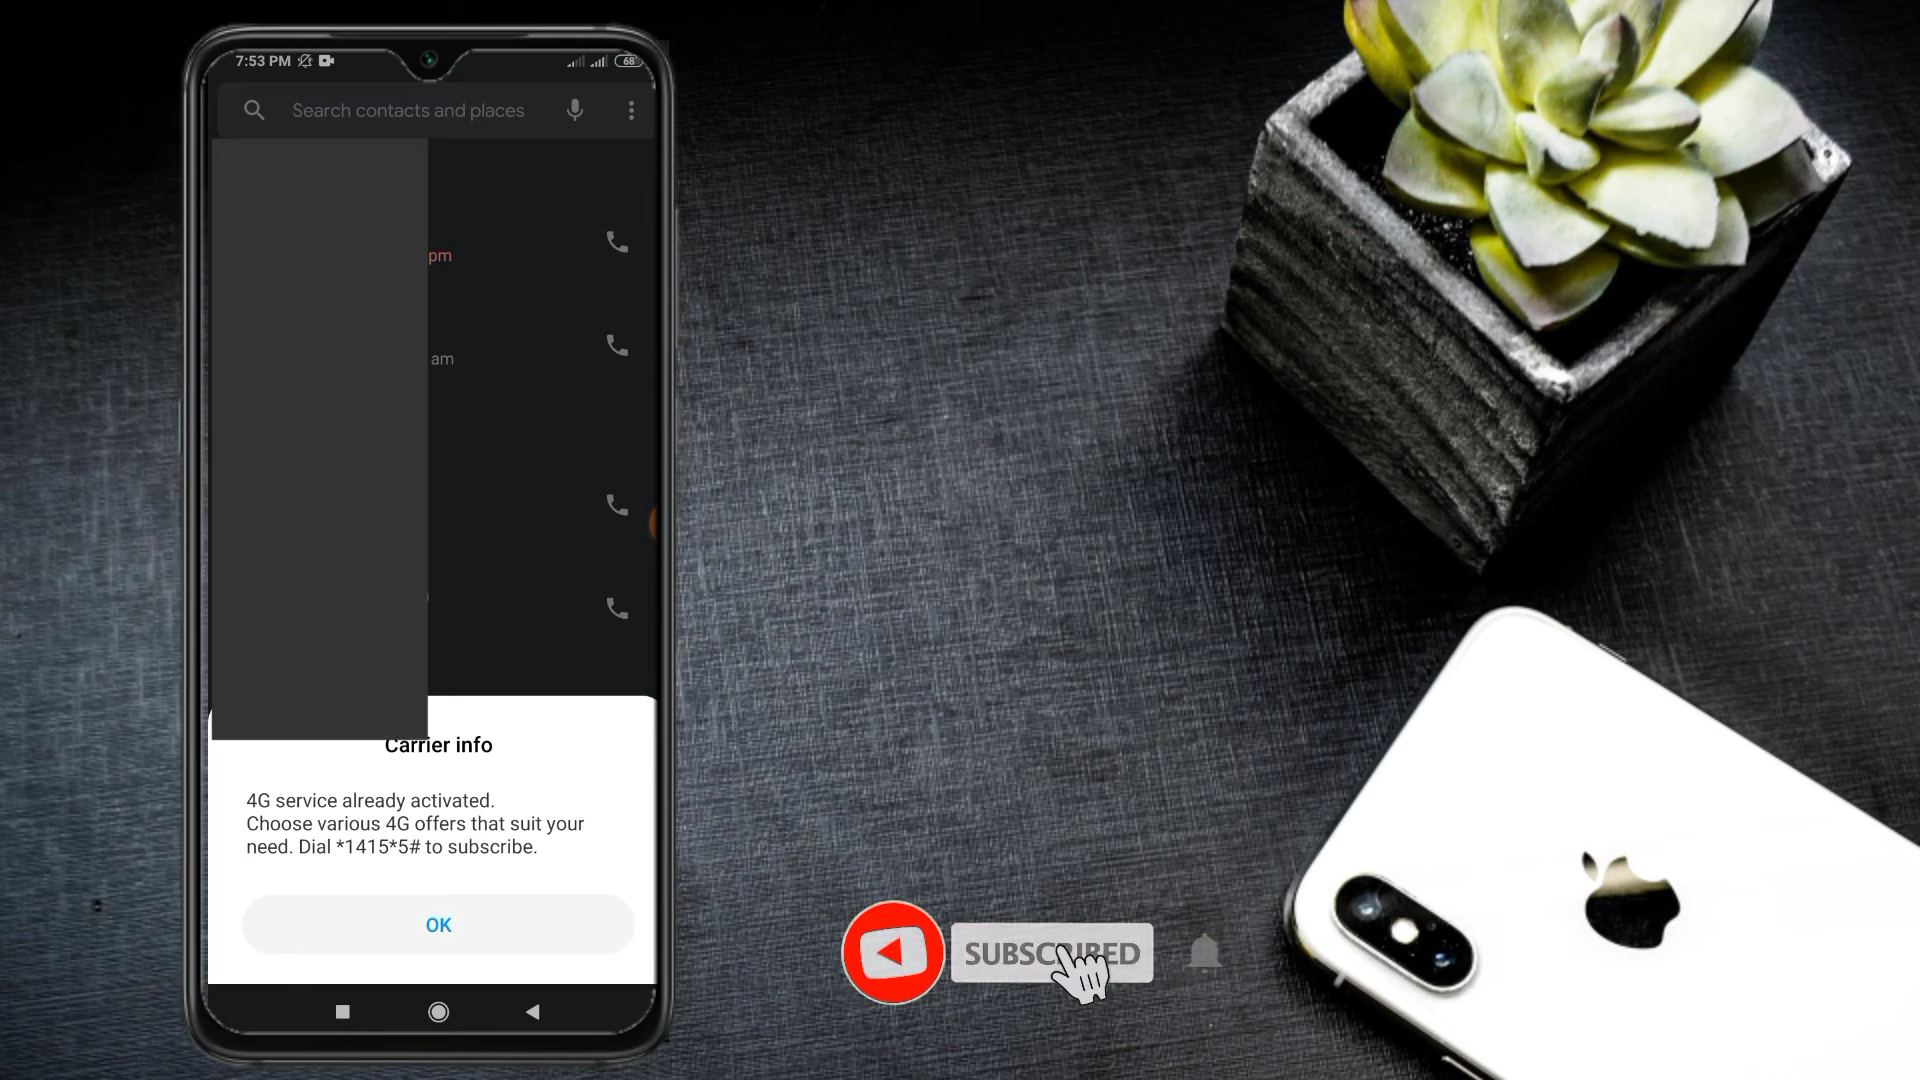 7:53 PM
68
Search contacts and places
pm
am
Carrier info
4G service already activated.
Choose various 4G offers that suit your
need. Dial *1415*5# to subscribe.
OK
SUBSCRIBED